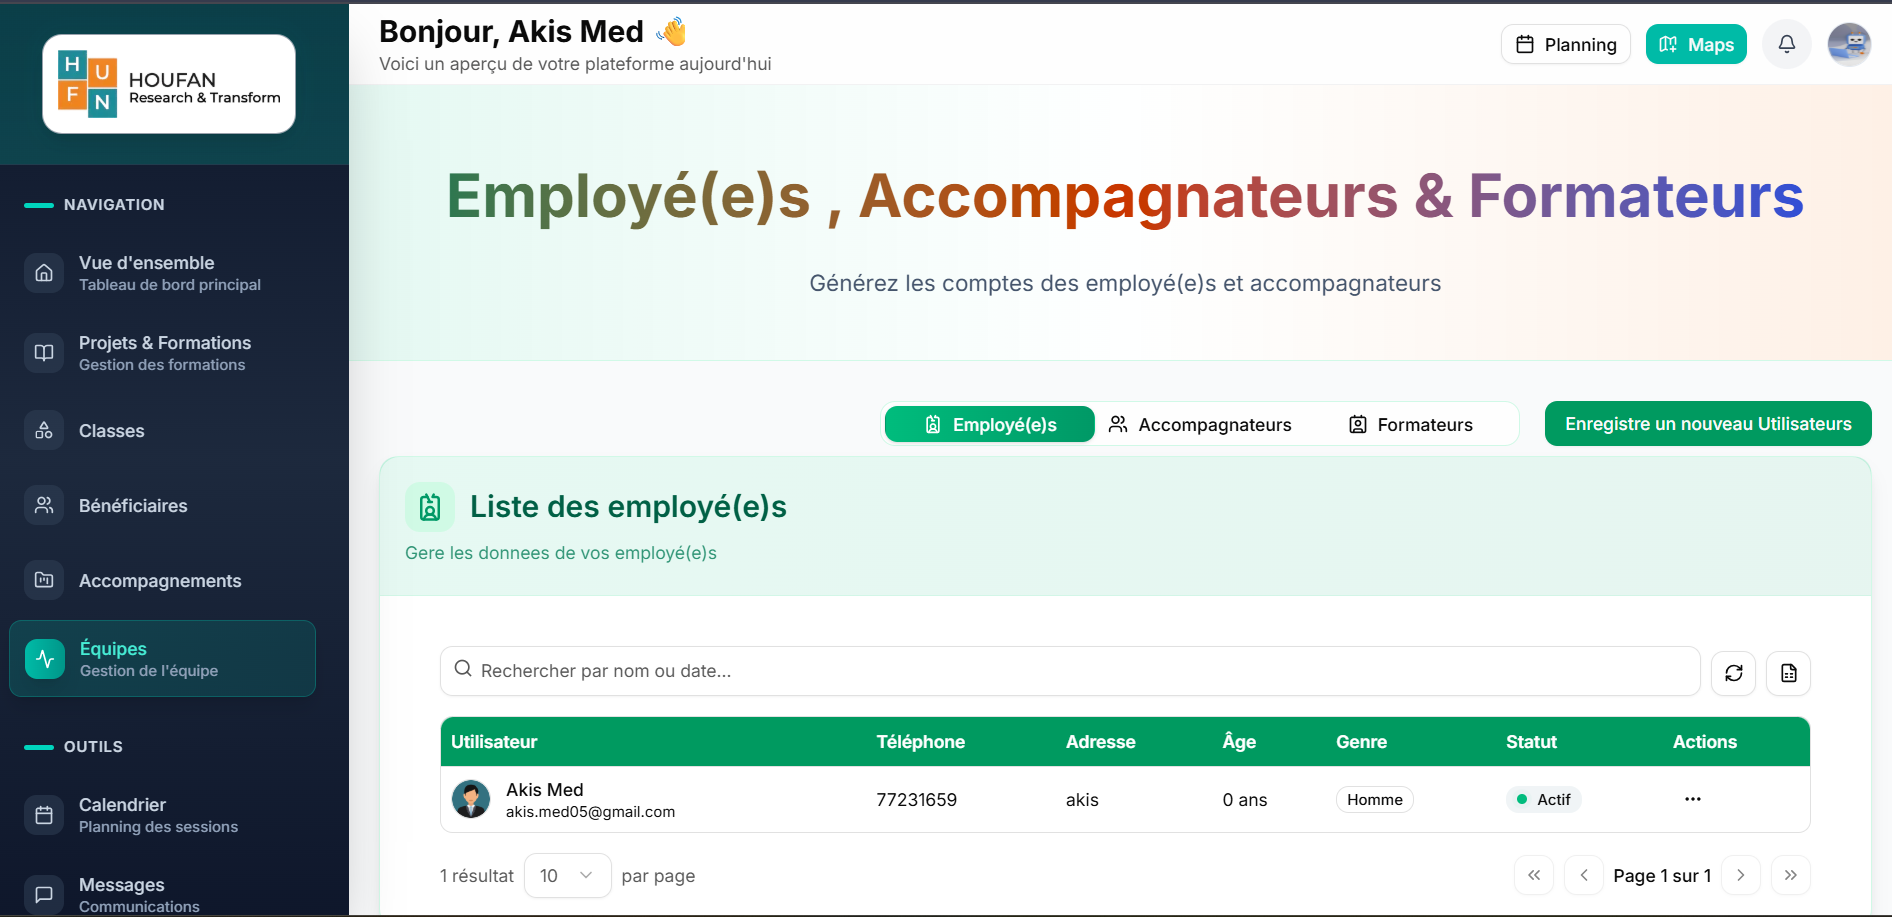 H U
F N
HOUFAN
Research & Transform
NAVIGATION
Vue d'ensemble
Tableau de bord principal
Projets & Formations
Gestion des formations
Classes
Bénéficiaires
Accompagnements
Équipes
Gestion de l'équipe
OUTILS
Calendrier
Planning des sessions
Messages
Communications
Bonjour, Akis Med 👋
Voici un aperçu de votre plateforme aujourd'hui
Planning
Maps
Employé(e)s , Accompagnateurs & Formateurs
Générez les comptes des employé(e)s et accompagnateurs
Employé(e)s Accompagnateurs Formateurs
Enregistre un nouveau Utilisateurs
Liste des employé(e)s
Gere les donnees de vos employé(e)s
Rechercher par nom ou date...
Utilisateur Téléphone Adresse Âge Genre Statut Actions
Akis Med
akis.med05@gmail.com
77231659 akis 0 ans Homme Actif ...
1 résultat 10 par page
Page 1 sur 1